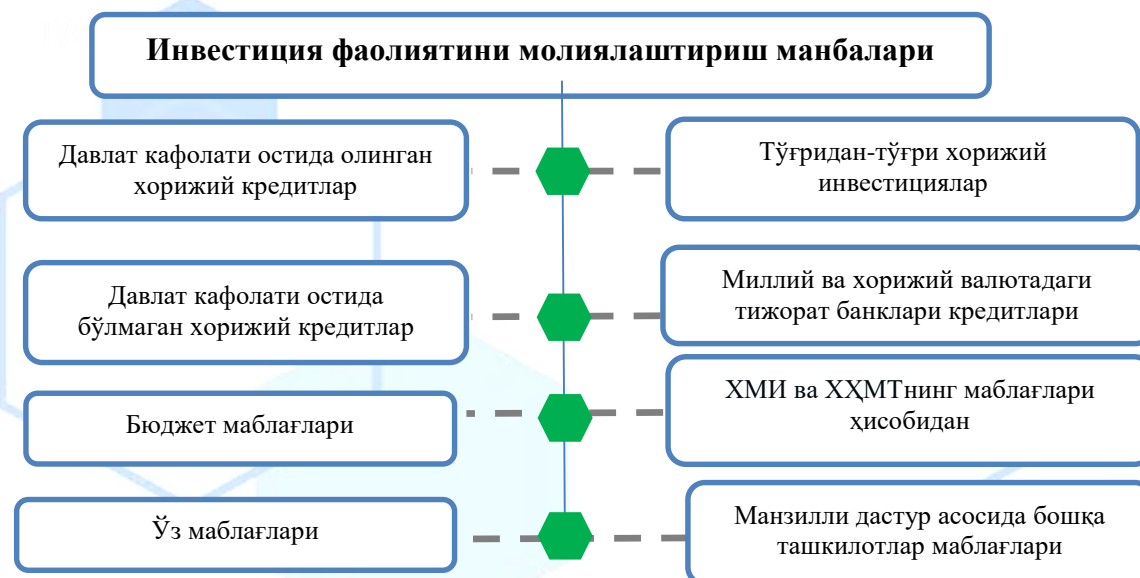 Инвестиция фаолиятини молиялаштириш манбалари
Давлат кафолати остида олинган
хорижий кредитлар
Тўғридан-тўғри хорижий
инвестициялар
Давлат кафолати остида
бўлмаган хорижий кредитлар
Миллий ва хорижий валютадаги
тижорат банклари кредитлари
Бюджет маблағлари
ХМИ ва ХҲМТнинг маблағлари
ҳисобидан
Ўз маблағлари
Манзилли дастур асосида бошқа
ташкилотлар маблағлари